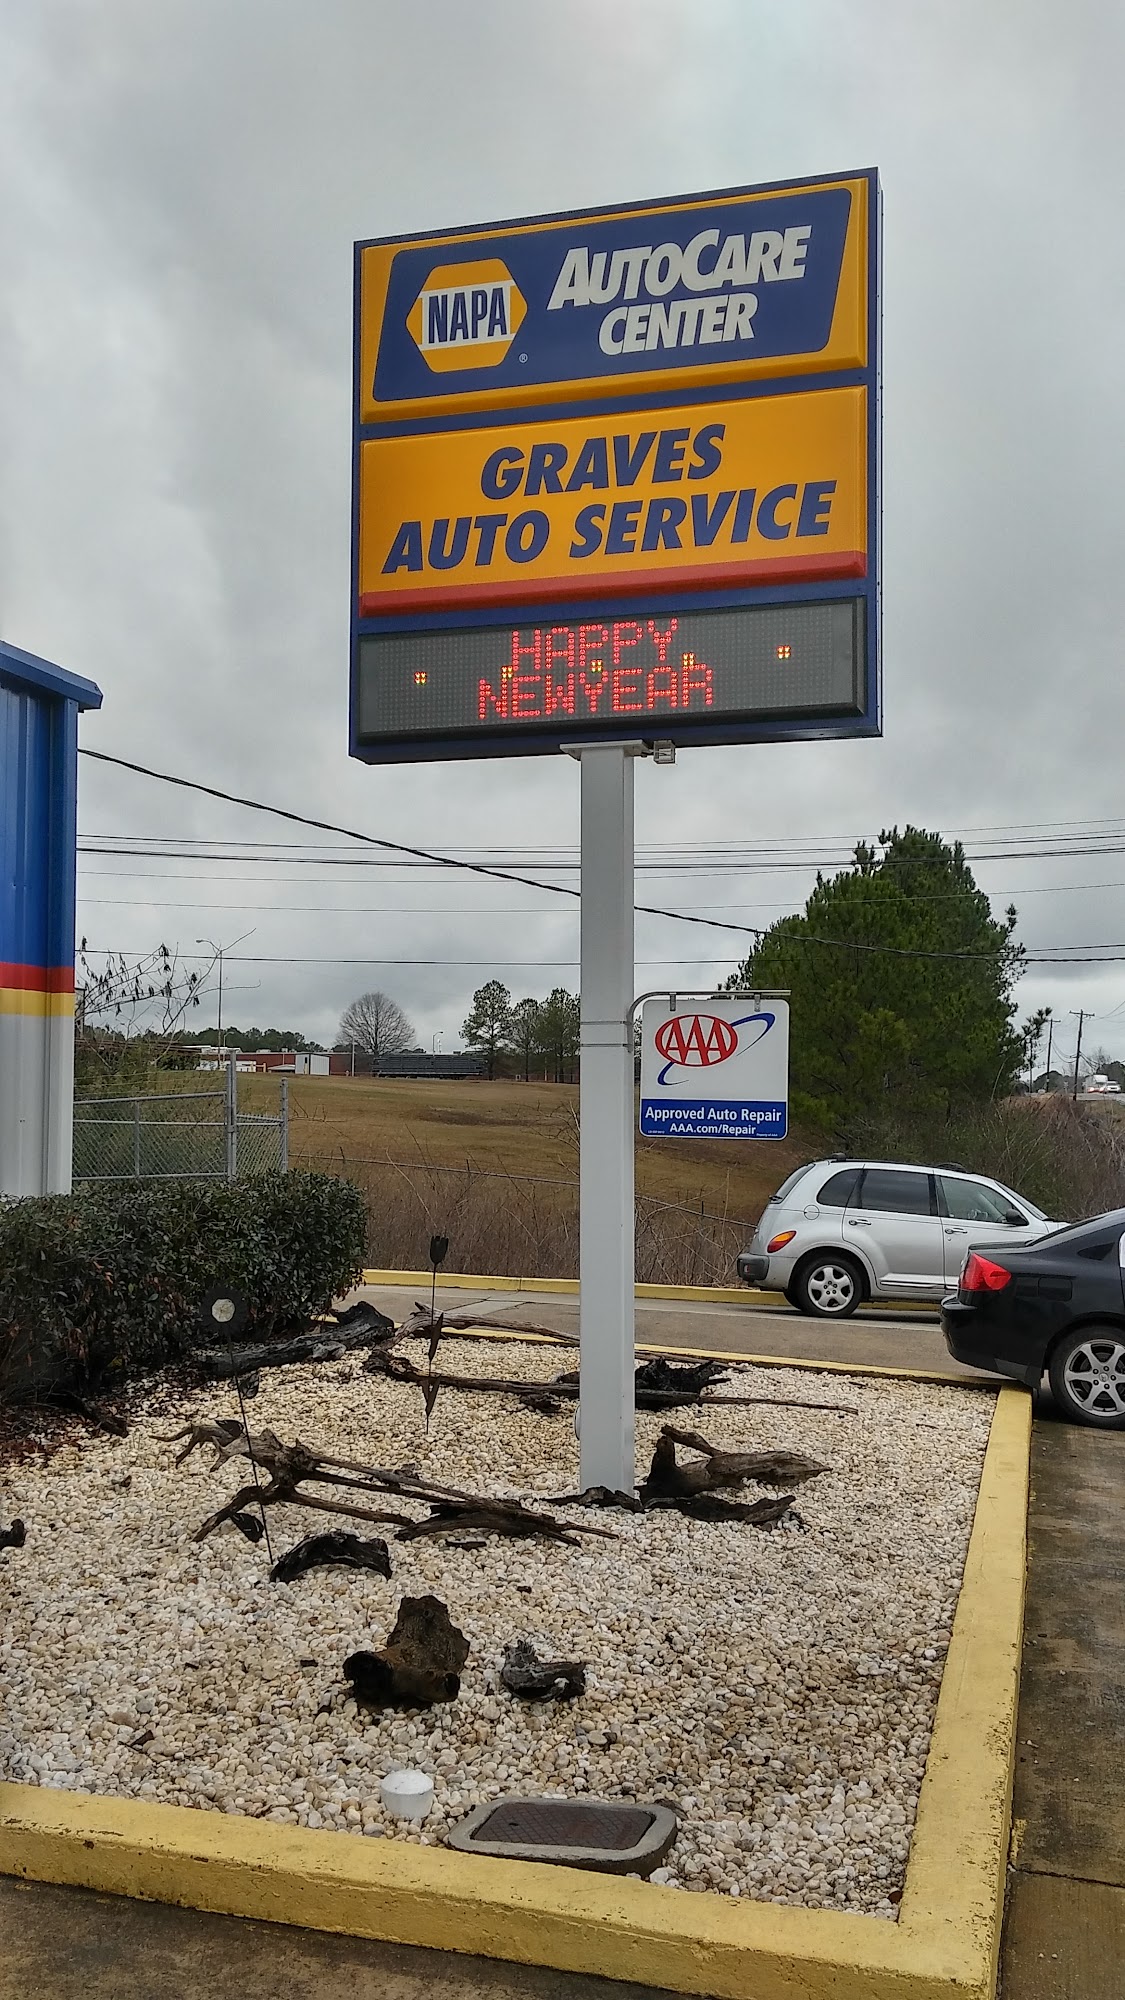 NAPA
®
AUTOCARE
CENTER
GRAVES
AUTO SERVICE
HAPPY
NEWYEAR
AAA
Approved Auto Repair
AAA.com/Repair